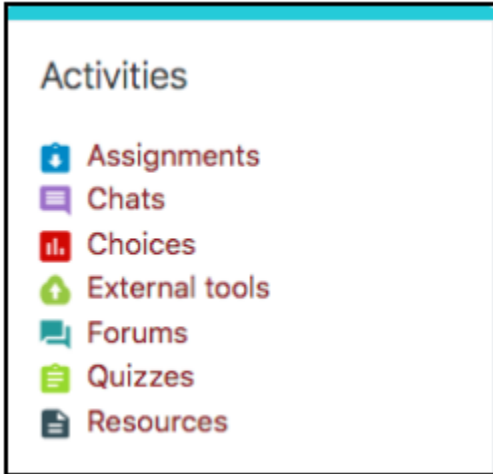 Activities
Assignments
Chats
Choices
External tools
Forums
Quizzes
Resources